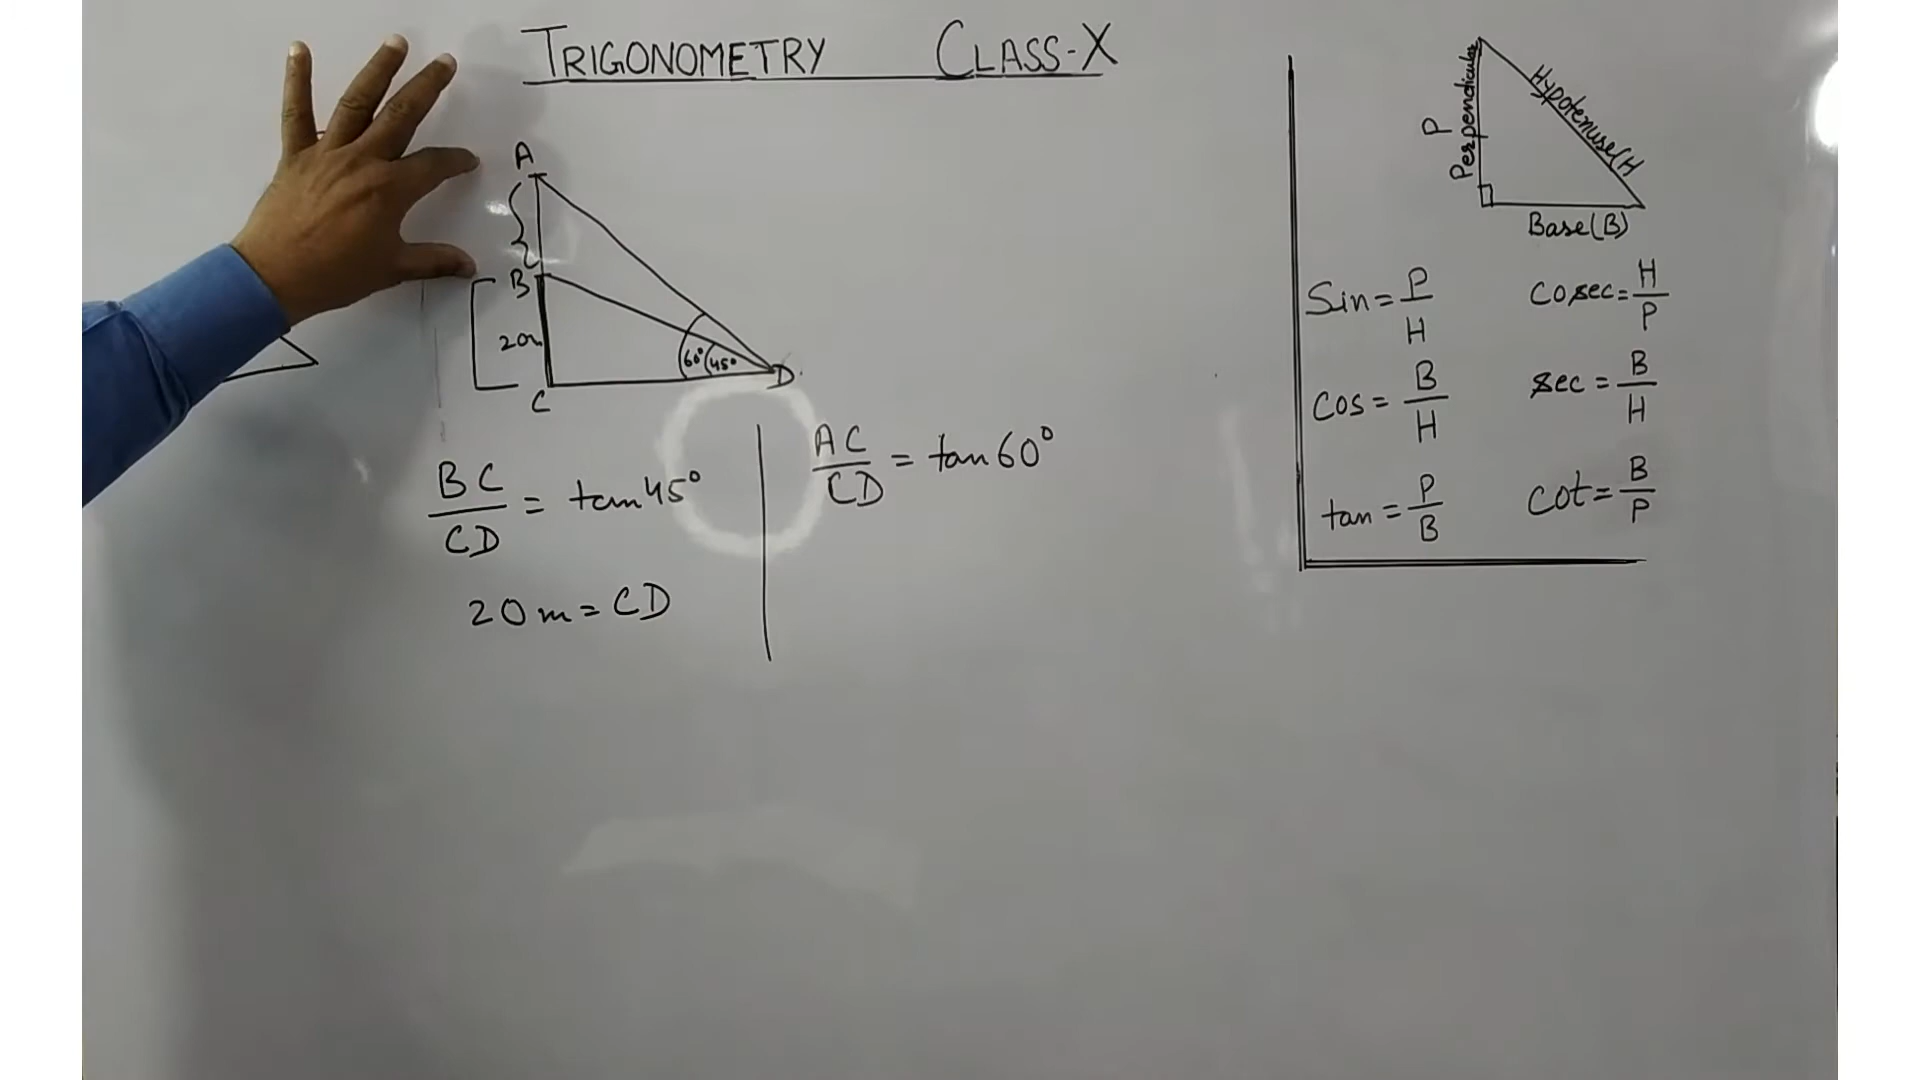 TRIGONOMETRY CLASS-X
A
B
20m
C
60° 45°
D
BC/CD = tan45°
20m = CD
AC/CD = tan60°
P
Perpendicular
Hypotenuse(H
Base(B)
Sin = P/H
Cosec = H/P
Cos = B/H
Sec = B/H
tan = P/B
Cot = B/P